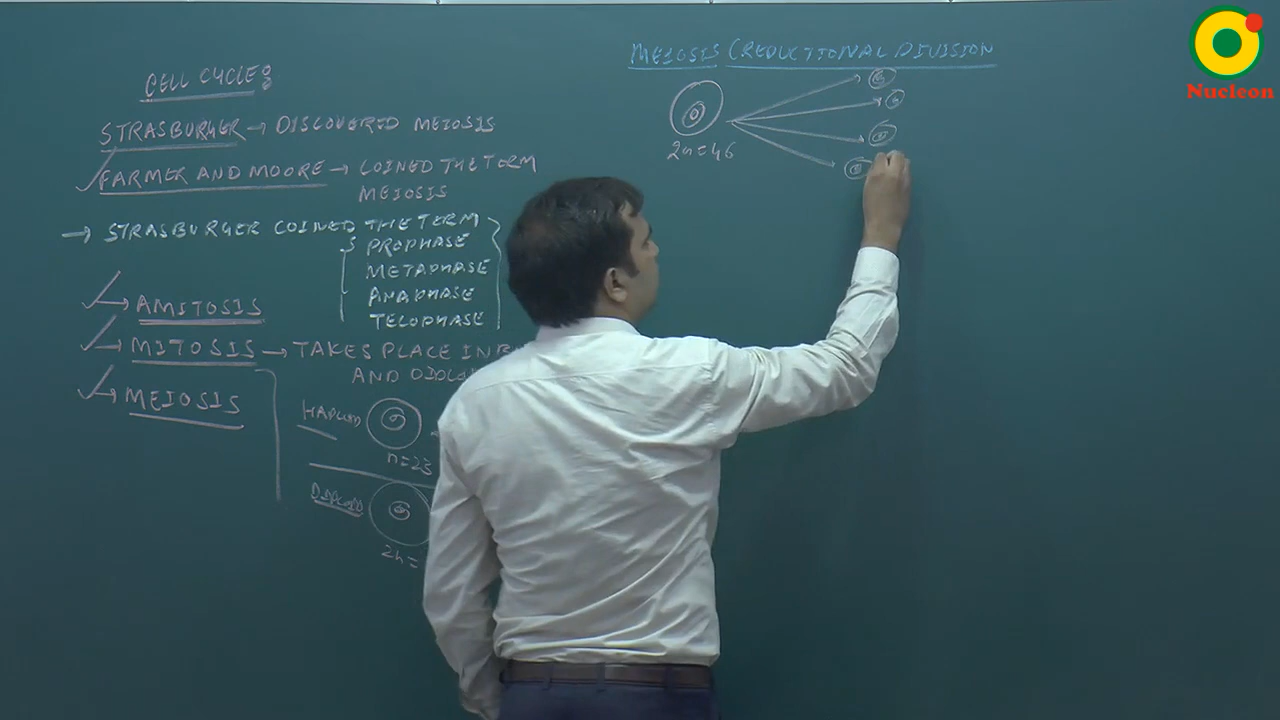 CELL CYCLE:
STRASBURGER → DISCOVERED MEIOSIS
FARMER AND MOORE → COINED THE TERM
MEIOSIS
→ STRASBURGER COINED THE TERM
PROPHASE
METAPHASE
ANAPHASE
TELOPHASE
→ AMITOSIS
→ MITOSIS → TAKES PLACE IN
AND
→ MEIOSIS
HAPLOID
n=23
DIPLOID
2n=
MEIOSIS (REDUCTIONAL DIVISION
2n=46
Nucleon